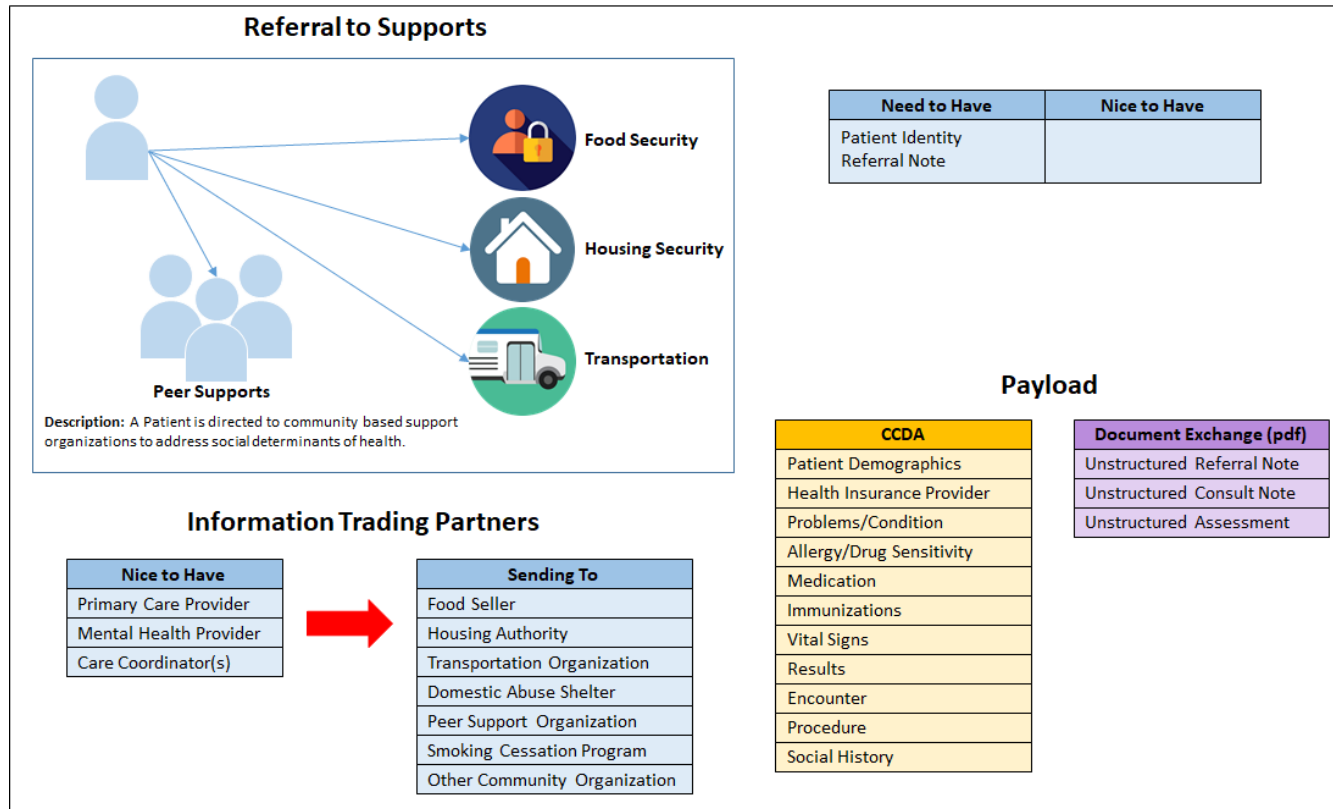 Referral to Supports
Food Security
Housing Security
Transportation
Peer Supports
Description: A Patient is directed to community based support
organizations to address social determinants of health.
Need to Have
Nice to Have
Patient Identity
Referral Note
Information Trading Partners
Nice to Have
Primary Care Provider
Mental Health Provider
Care Coordinator(s)
Sending To
Food Seller
Housing Authority
Transportation Organization
Domestic Abuse Shelter
Peer Support Organization
Smoking Cessation Program
Other Community Organization
Payload
CCDA
Patient Demographics
Health Insurance Provider
Problems/Condition
Allergy/Drug Sensitivity
Medication
Immunizations
Vital Signs
Results
Encounter
Procedure
Social History
Document Exchange (pdf)
Unstructured Referral Note
Unstructured Consult Note
Unstructured Assessment